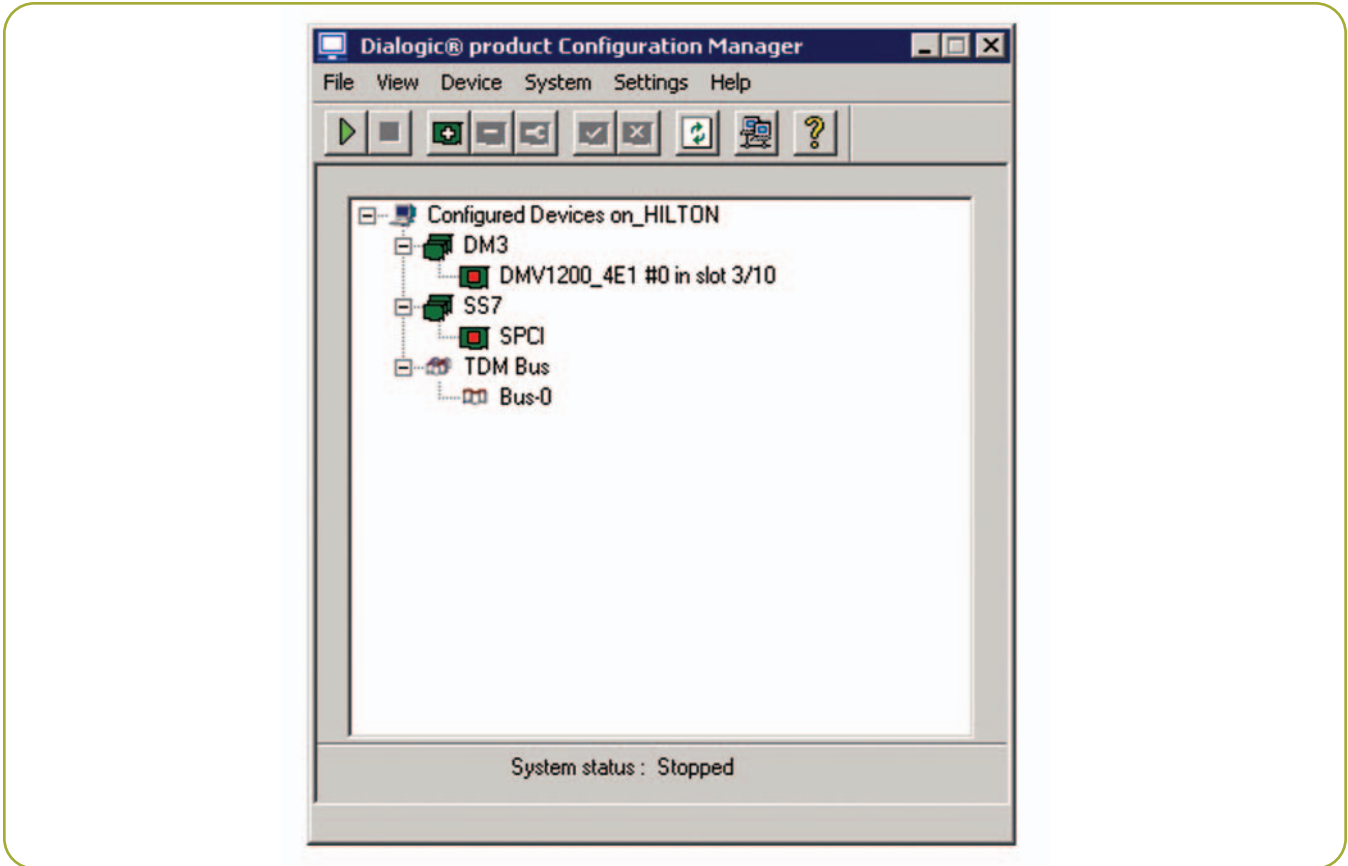 Dialogic® product Configuration Manager
File View Device System Settings Help
Configured Devices on_HILTON
DM3
DMV1200_4E1 #0 in slot 3/10
SS7
SPCI
TDM Bus
Bus-0
System status : Stopped